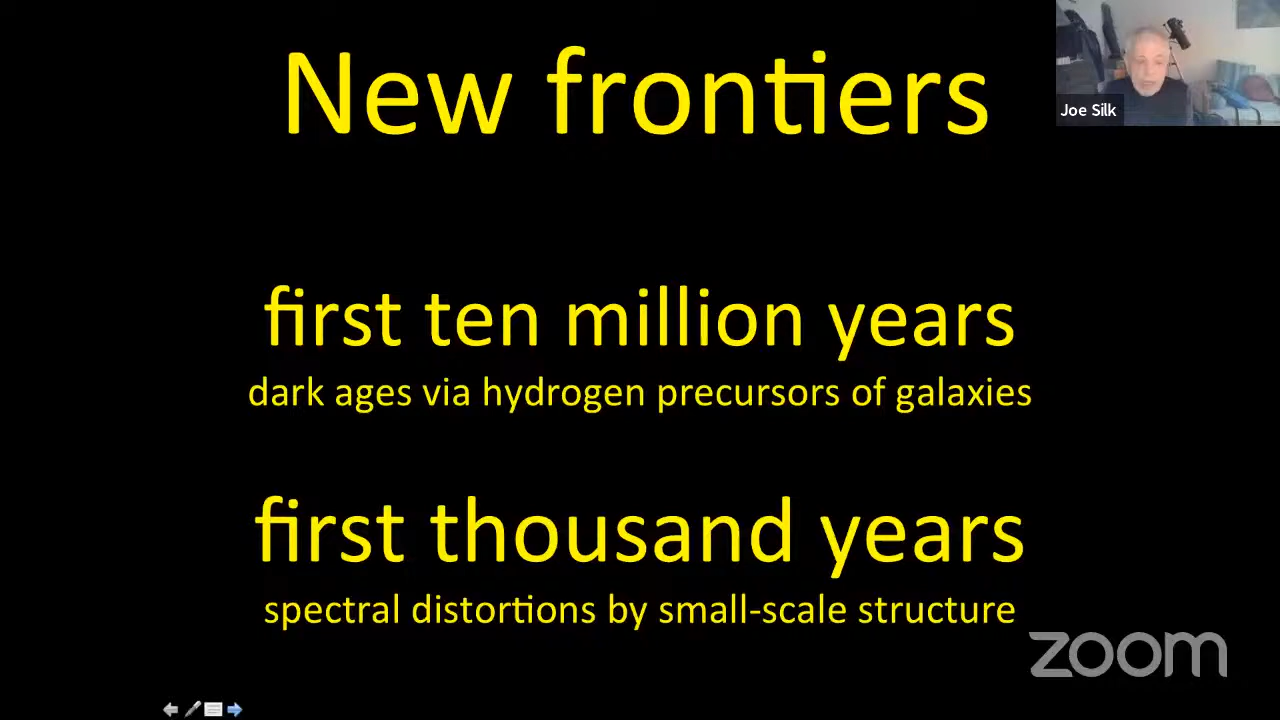 New frontiers
Joe Silk
first ten million years
dark ages via hydrogen precursors of galaxies
first thousand years
spectral distortions by small-scale structure
zoom